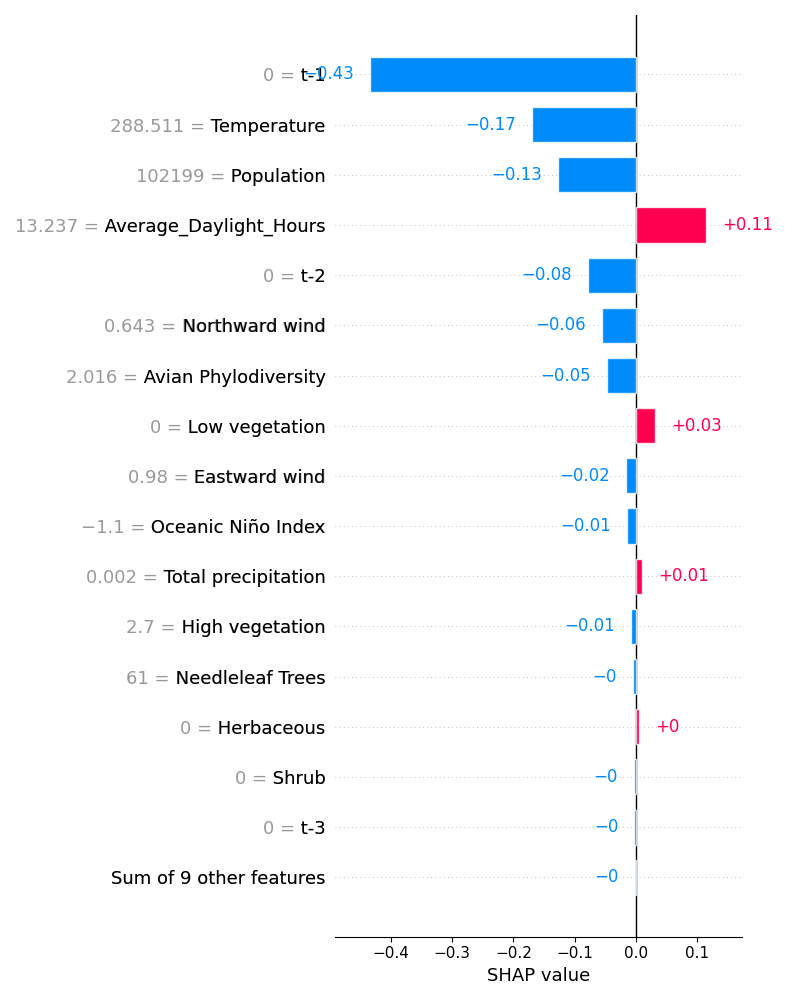 0 = t-1 −0.43
288.511 = Temperature −0.17
102199 = Population −0.13
13.237 = Average_Daylight_Hours +0.11
0 = t-2 −0.08
0.643 = Northward wind −0.06
2.016 = Avian Phylodiversity −0.05
0 = Low vegetation +0.03
0.98 = Eastward wind −0.02
−1.1 = Oceanic Niño Index −0.01
0.002 = Total precipitation +0.01
2.7 = High vegetation −0.01
61 = Needleleaf Trees −0
0 = Herbaceous +0
0 = Shrub −0
0 = t-3 −0
Sum of 9 other features −0
−0.4 −0.3 −0.2 −0.1 0.0 0.1
SHAP value